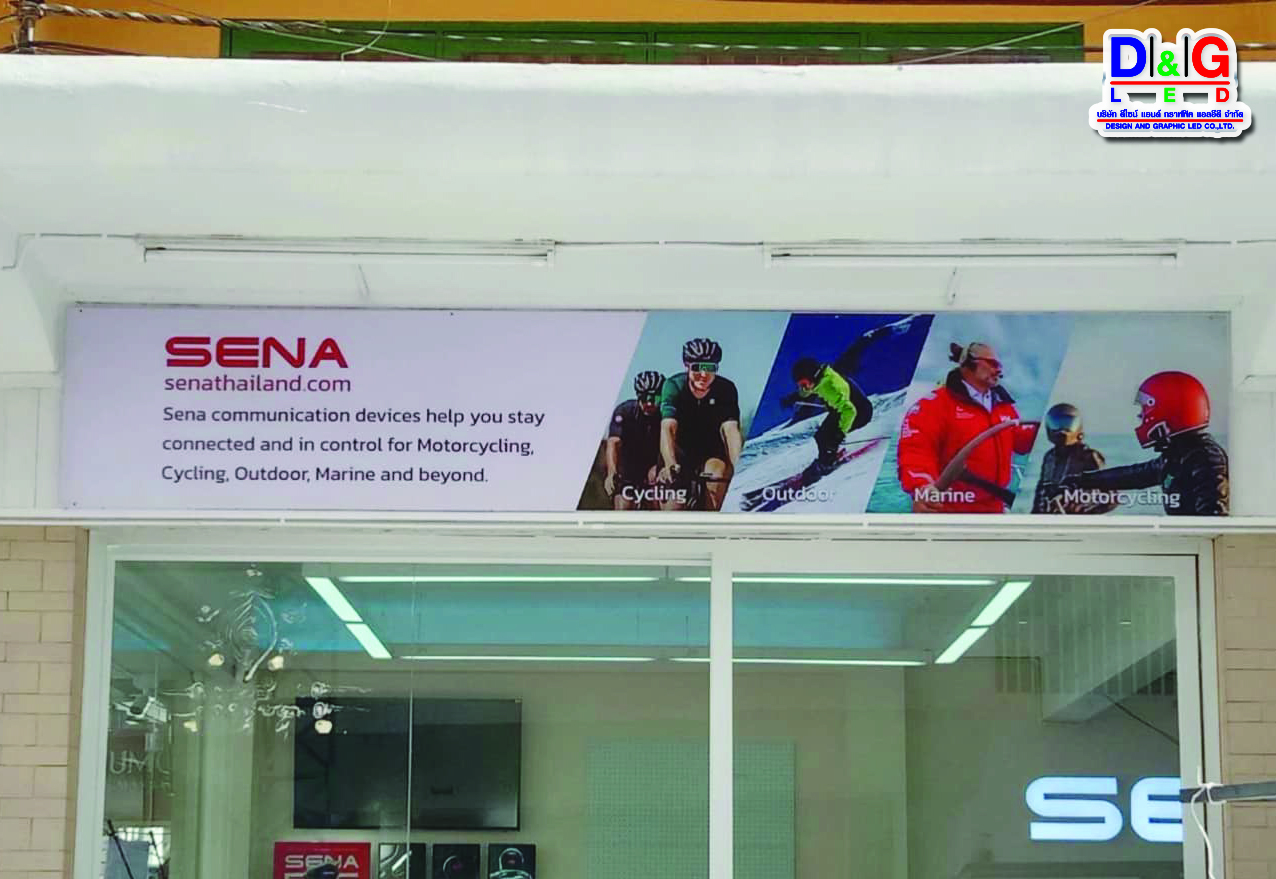 D|&|G
L E D
บริษัท ดีไซน์ แอนด์ กราฟฟิค แอลอีดี จำกัด
DESIGN AND GRAPHIC LED CO.,LTD.
SENA
senathailand.com
Sena communication devices help you stay
connected and in control for Motorcycling,
Cycling, Outdoor, Marine and beyond.
Cycling
Outdoor
Marine
Motorcycling
SE
SENA